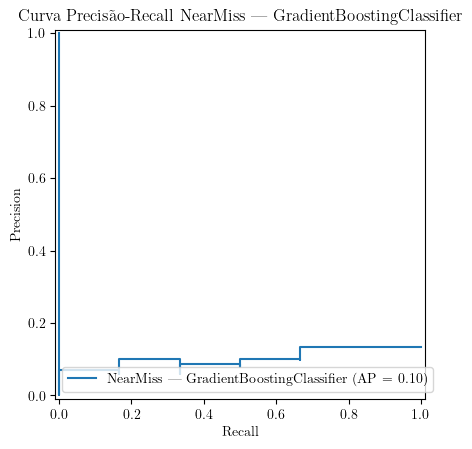 Curva Precisão-Recall NearMiss — GradientBoostingClassifier
1.0
0.8
0.6
0.4
0.2
0.0
Precision
NearMiss — GradientBoostingClassifier (AP = 0.10)
0.0 0.2 0.4 0.6 0.8 1.0
Recall